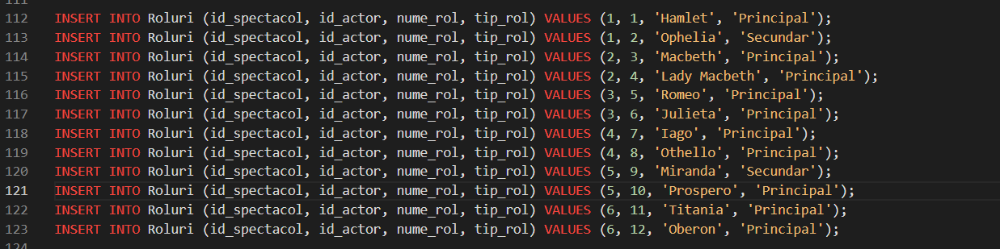 111
112 INSERT INTO Roluri (id_spectacol, id_actor, nume_rol, tip_rol) VALUES (1, 1, 'Hamlet', 'Principal');
113 INSERT INTO Roluri (id_spectacol, id_actor, nume_rol, tip_rol) VALUES (1, 2, 'Ophelia', 'Secundar');
114 INSERT INTO Roluri (id_spectacol, id_actor, nume_rol, tip_rol) VALUES (2, 3, 'Macbeth', 'Principal');
115 INSERT INTO Roluri (id_spectacol, id_actor, nume_rol, tip_rol) VALUES (2, 4, 'Lady Macbeth', 'Principal');
116 INSERT INTO Roluri (id_spectacol, id_actor, nume_rol, tip_rol) VALUES (3, 5, 'Romeo', 'Principal');
117 INSERT INTO Roluri (id_spectacol, id_actor, nume_rol, tip_rol) VALUES (3, 6, 'Julieta', 'Principal');
118 INSERT INTO Roluri (id_spectacol, id_actor, nume_rol, tip_rol) VALUES (4, 7, 'Iago', 'Principal');
119 INSERT INTO Roluri (id_spectacol, id_actor, nume_rol, tip_rol) VALUES (4, 8, 'Othello', 'Principal');
120 INSERT INTO Roluri (id_spectacol, id_actor, nume_rol, tip_rol) VALUES (5, 9, 'Miranda', 'Secundar');
121 INSERT INTO Roluri (id_spectacol, id_actor, nume_rol, tip_rol) VALUES (5, 10, 'Prospero', 'Principal');
122 INSERT INTO Roluri (id_spectacol, id_actor, nume_rol, tip_rol) VALUES (6, 11, 'Titania', 'Principal');
123 INSERT INTO Roluri (id_spectacol, id_actor, nume_rol, tip_rol) VALUES (6, 12, 'Oberon', 'Principal');
124